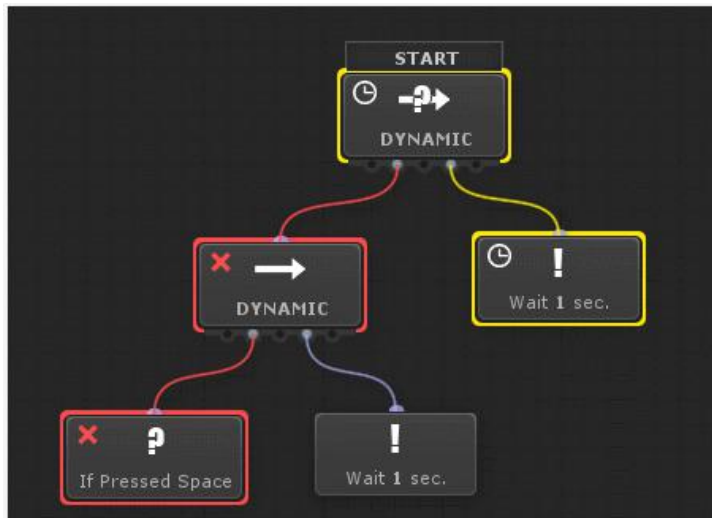 START
DYNAMIC
DYNAMIC
Wait 1 sec.
If Pressed Space
Wait 1 sec.